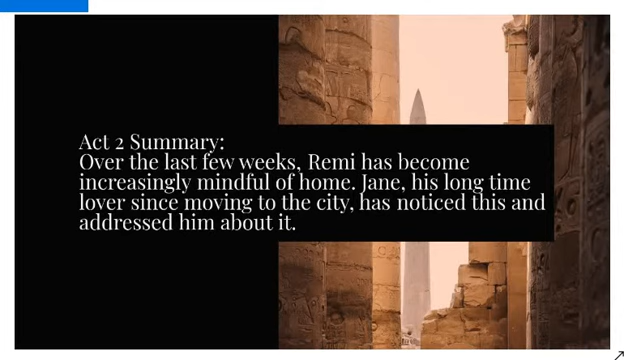 Act 2 Summary:
Over the last few weeks, Remi has become
increasingly mindful of home. Jane, his long time
lover since moving to the city, has noticed this and
addressed him about it.